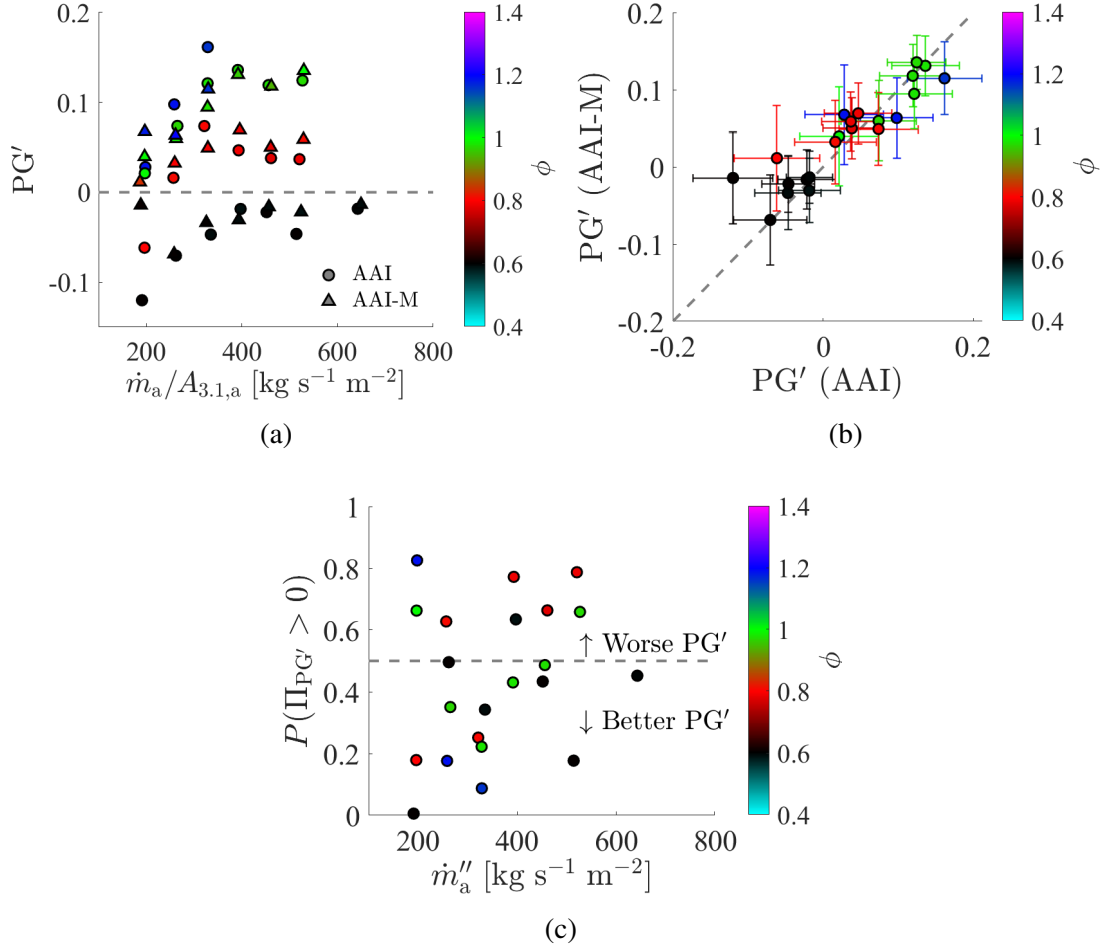 0.2
0.1
0
-0.1
PG′
200 400 600 800
ṁₐ/A₃.₁,ₐ [kg s⁻¹ m⁻²]
AAI
AAI-M
1.4
1.2
1
0.8
0.6
0.4
ϕ
(a)
0.2
0.1
0
-0.1
-0.2
PG′ (AAI-M)
-0.2 0 0.2
PG′ (AAI)
1.4
1.2
1
0.8
0.6
0.4
ϕ
(b)
1
0.8
0.6
0.4
0.2
0
P(Π_PG′ > 0)
↑ Worse PG′
↓ Better PG′
200 400 600 800
ṁ″ₐ [kg s⁻¹ m⁻²]
1.4
1.2
1
0.8
0.6
0.4
ϕ
(c)